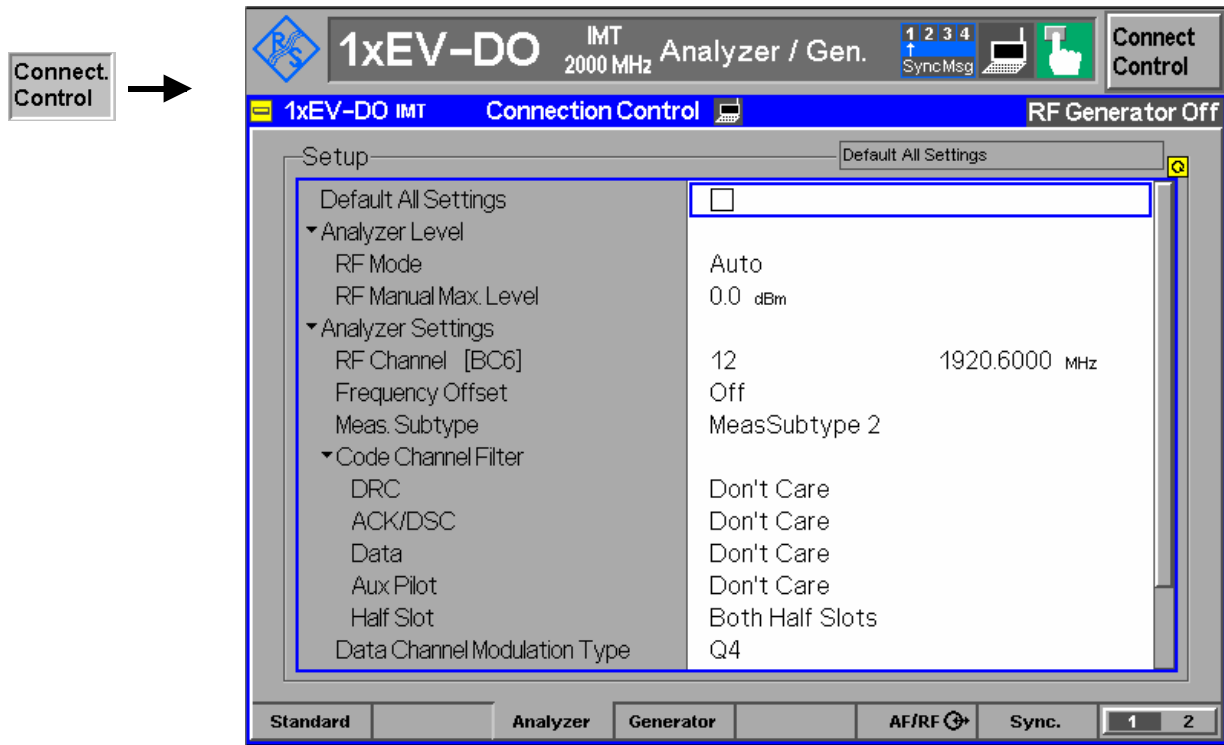 Connect.
Control
R&S
1xEV-DO IMT 2000 MHz Analyzer / Gen.
1 2 3 4
SyncMsg
Connect
Control
1xEV-DO IMT Connection Control RF Generator Off
Setup Default All Settings
Default All Settings
Analyzer Level
RF Mode Auto
RF Manual Max. Level 0.0 dBm
Analyzer Settings
RF Channel [BC6] 12 1920.6000 MHz
Frequency Offset Off
Meas. Subtype MeasSubtype 2
Code Channel Filter
DRC Don't Care
ACK/DSC Don't Care
Data Don't Care
Aux Pilot Don't Care
Half Slot Both Half Slots
Data Channel Modulation Type Q4
Standard Analyzer Generator AF/RF Sync. 1 2